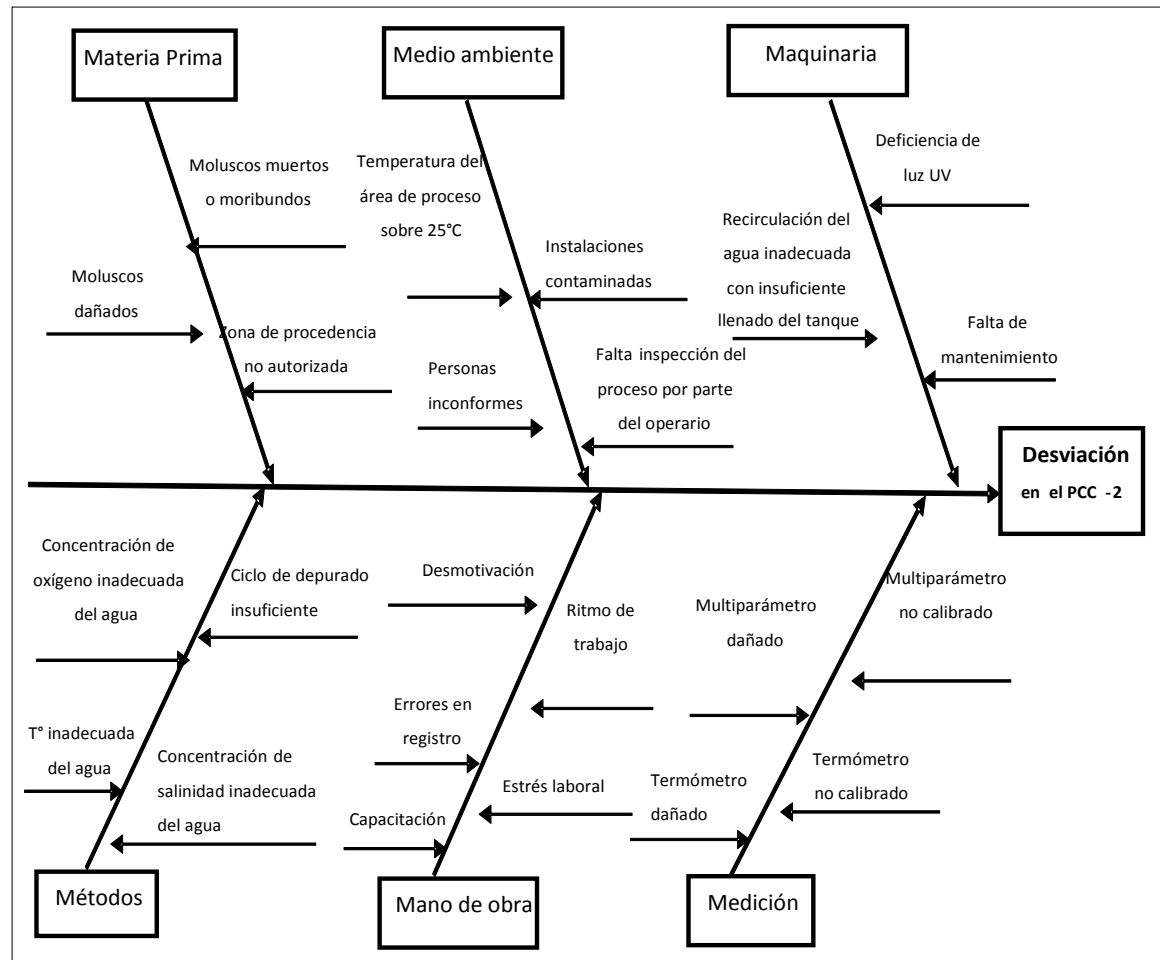 Materia Prima
Medio ambiente
Maquinaria
Moluscos muertos
o moribundos
Moluscos
dañados
Zona de procedencia
no autorizada
Temperatura del
área de proceso
sobre 25°C
Instalaciones
contaminadas
Personas
inconformes
Falta inspección del
proceso por parte
del operario
Deficiencia de
luz UV
Recirculación del
agua inadecuada
con insuficiente
llenado del tanque
Falta de
mantenimiento
Desviación
en el PCC -2
Concentración de
oxígeno inadecuada
del agua
Ciclo de depurado
insuficiente
T° inadecuada
del agua
Concentración de
salinidad inadecuada
del agua
Desmotivación
Ritmo de
trabajo
Errores en
registro
Estrés laboral
Capacitación
Multiparámetro
dañado
Multiparámetro
no calibrado
Termómetro
dañado
Termómetro
no calibrado
Métodos
Mano de obra
Medición